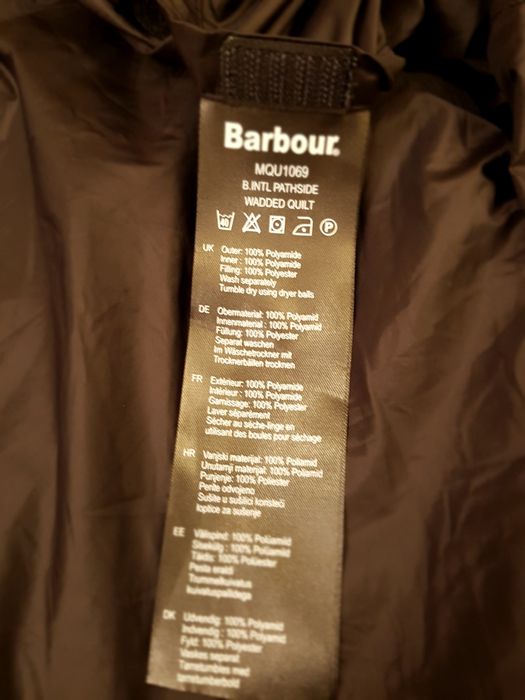 Barbour.
MQU1069
B.INTL PATHSIDE
WADDED QUILT
40 P
UK Outer: 100% Polyamide
Inner : 100% Polyamide
Filling: 100% Polyester
Wash separately
Tumble dry using dryer balls
DE Obermaterial: 100% Polyamid
Innenmaterial : 100% Polyamid
Füllung: 100% Polyester
Separat waschen
Im Wäschetrockner mit
Trocknerbällen trocknen
FR Extérieur: 100% Polyamide
Intérieur : 100% Polyamide
Garnissage: 100% Polyester
Laver séparément
Sécher au sèche-linge en
utilisant des boules pour séchage
HR Vanjski materijal: 100% Poliamid
Unutarnji materijal: 100% Poliamid
Punjenje: 100% Poliester
Perite odvojeno
Sušite u sušilici koristeći
loptice za sušenje
EE Välispind: 100% Polüamiid
Sisekülg : 100% Polüamiid
Täidis: 100% Polüester
Pesta eraldi
Trummelkuivatus
kuivatuspallidega
DK Udvendig: 100% Polyamid
Indvendig : 100% Polyamid
Fyld: 100% Polyester
Vaskes separat
Tørretumbles med
tørretumblerbold